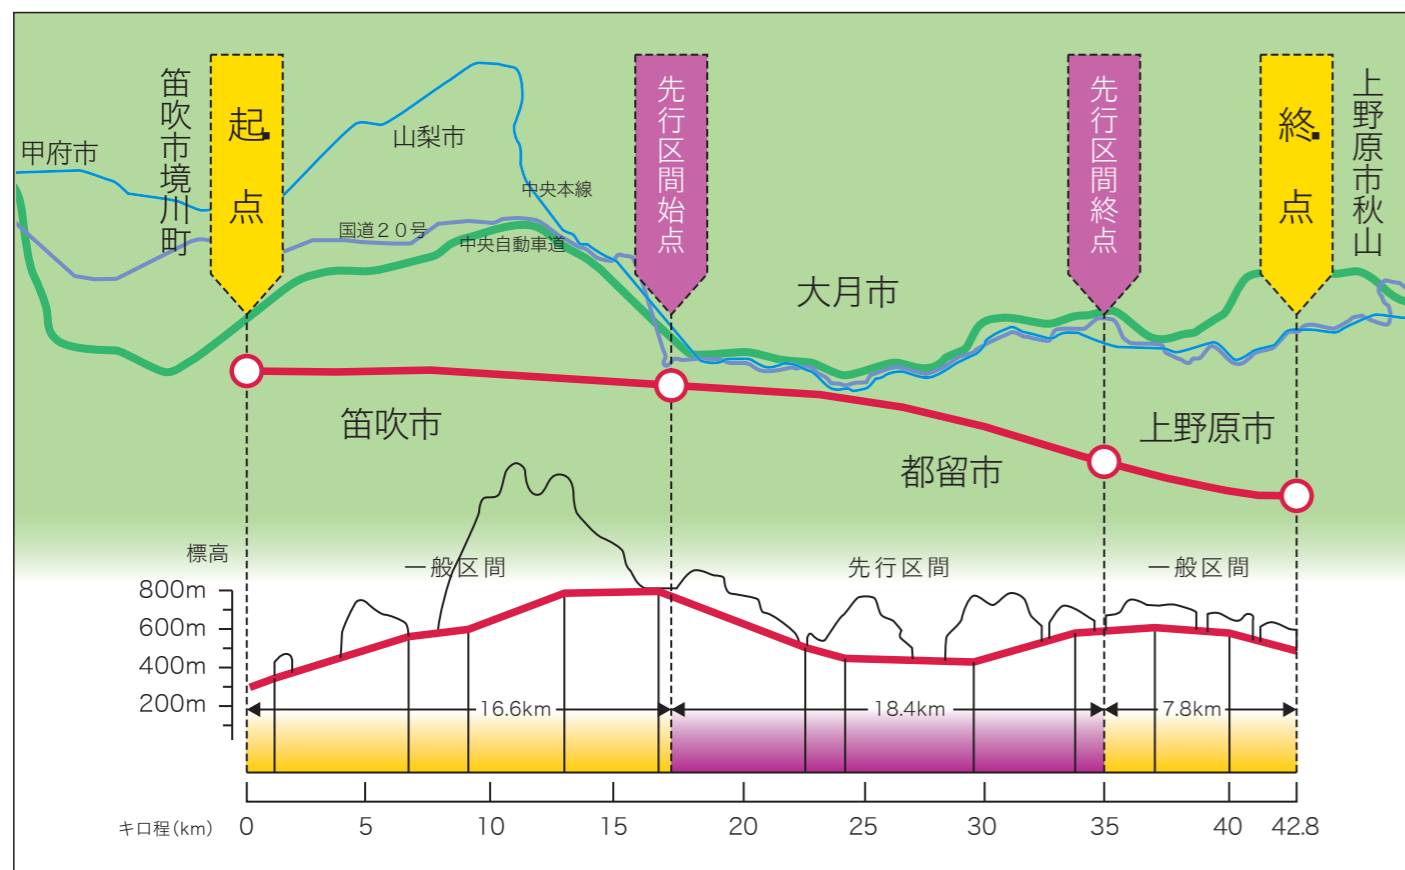 甲府市
笛吹市境川町
起点
山梨市
中央本線
国道20号
中央自動車道
先行区間始点
大月市
先行区間終点
終点
上野原市秋山
笛吹市
都留市
上野原市
標高
一般区間
先行区間
一般区間
800m
600m
400m
200m
16.6km
18.4km
7.8km
キロ程(km)
0 5 10 15 20 25 30 35 40 42.8